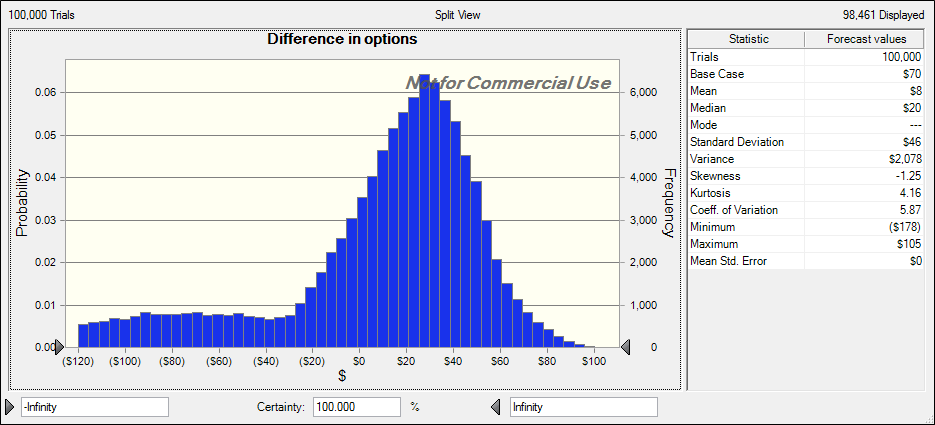 100,000 Trials Split View 98,461 Displayed
Difference in options
Not for Commercial Use
Probability
0.06
0.05
0.04
0.03
0.02
0.01
0.00
6,000
5,000
4,000
3,000
2,000
1,000
0
Frequency
($120) ($100) ($80) ($60) ($40) ($20) $0 $20 $40 $60 $80 $100
$
Statistic Forecast values
Trials 100,000
Base Case $70
Mean $8
Median $20
Mode ---
Standard Deviation $46
Variance $2,078
Skewness -1.25
Kurtosis 4.16
Coeff. of Variation 5.87
Minimum ($178)
Maximum $105
Mean Std. Error $0
-Infinity Certainty: 100.000 % Infinity